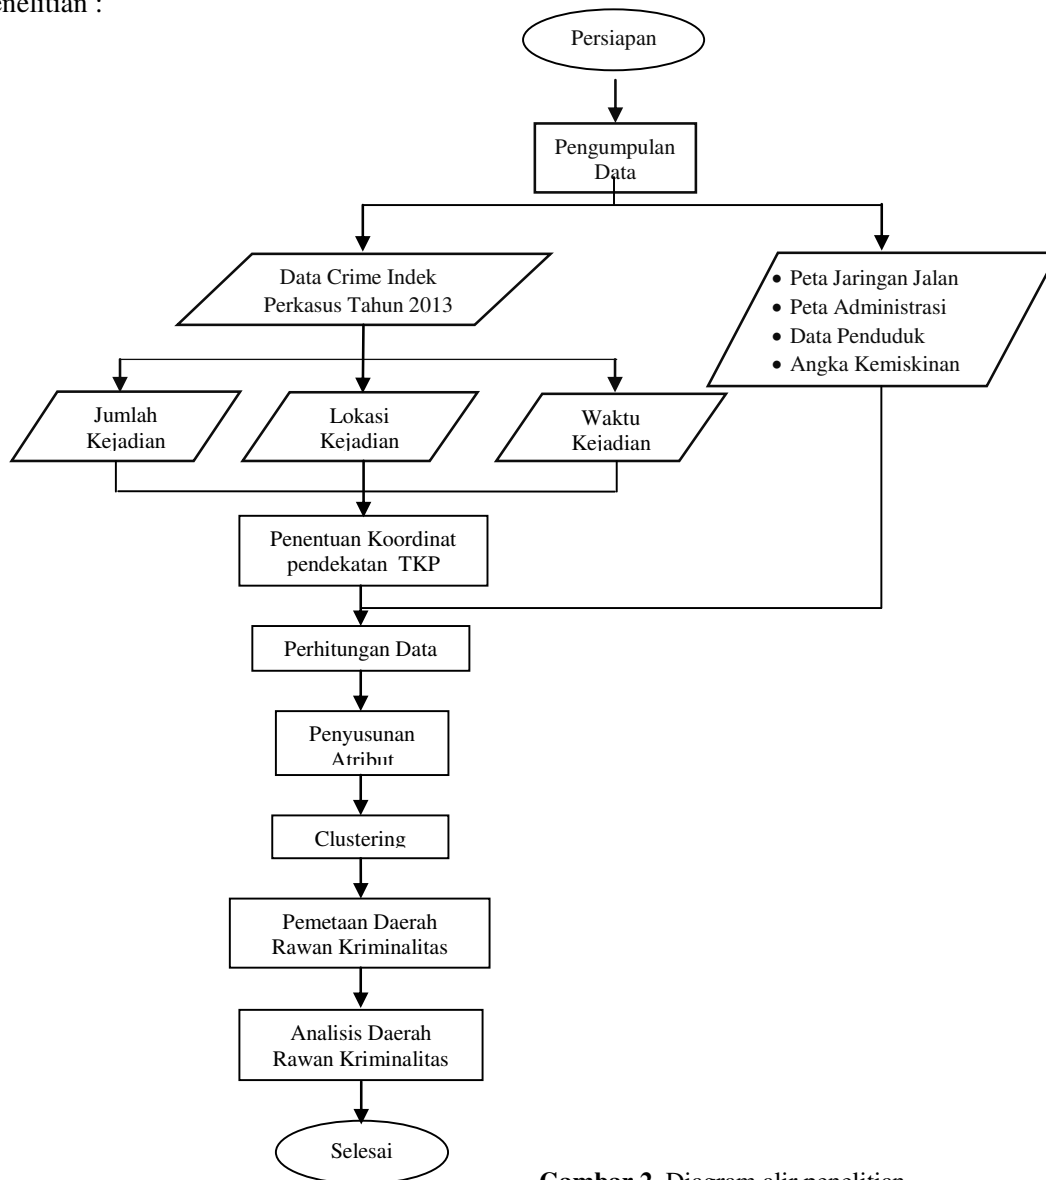 enelitian :
Persiapan
Pengumpulan
Data
Data Crime Indek
Perkasus Tahun 2013
• Peta Jaringan Jalan
• Peta Administrasi
• Data Penduduk
• Angka Kemiskinan
Jumlah
Kejadian
Lokasi
Kejadian
Waktu
Kejadian
Penentuan Koordinat
pendekatan TKP
Perhitungan Data
Penyusunan
Atribut
Clustering
Pemetaan Daerah
Rawan Kriminalitas
Analisis Daerah
Rawan Kriminalitas
Selesai
Gambar 2. Diagram alir penelitian